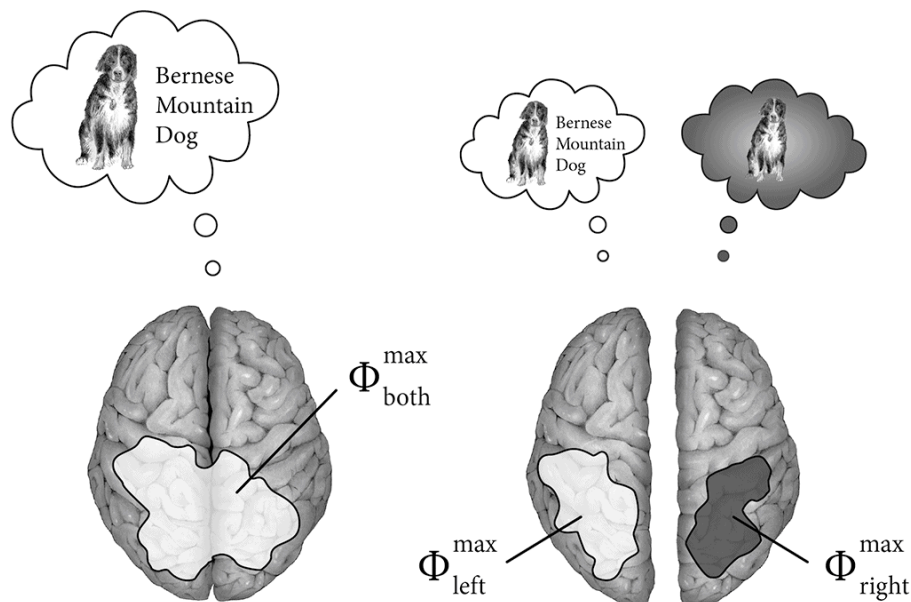 Bernese
Mountain
Dog
Bernese
Mountain
Dog
Φ max both
Φ max left
Φ max right